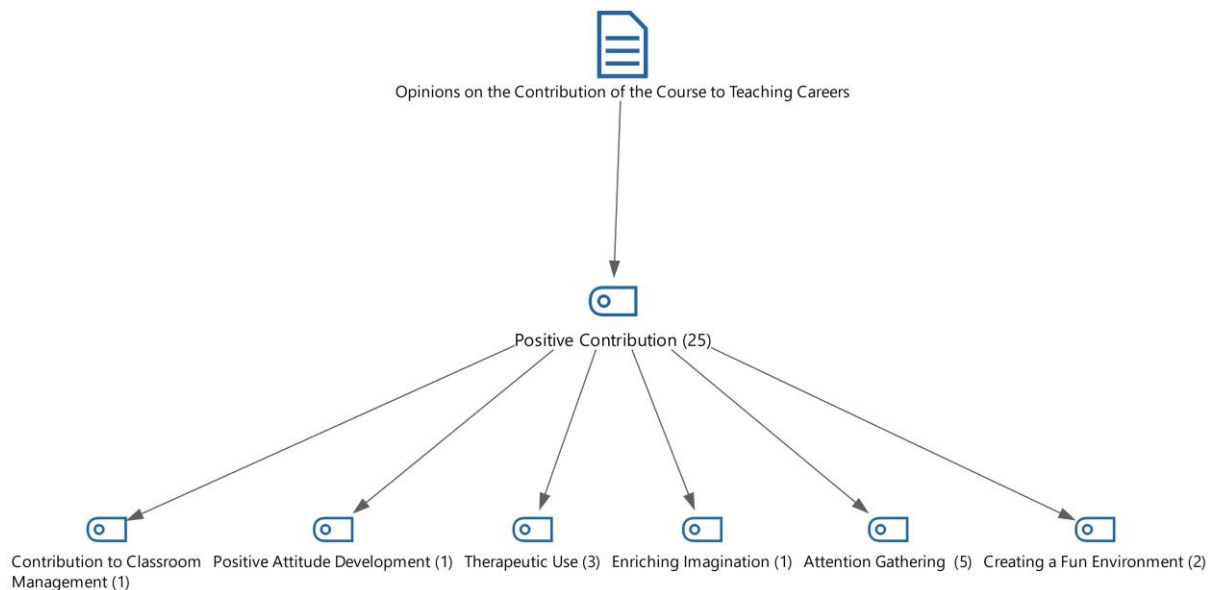 Opinions on the Contribution of the Course to Teaching Careers
Positive Contribution (25)
Contribution to Classroom
Management (1)
Positive Attitude Development (1)
Therapeutic Use (3)
Enriching Imagination (1)
Attention Gathering (5)
Creating a Fun Environment (2)